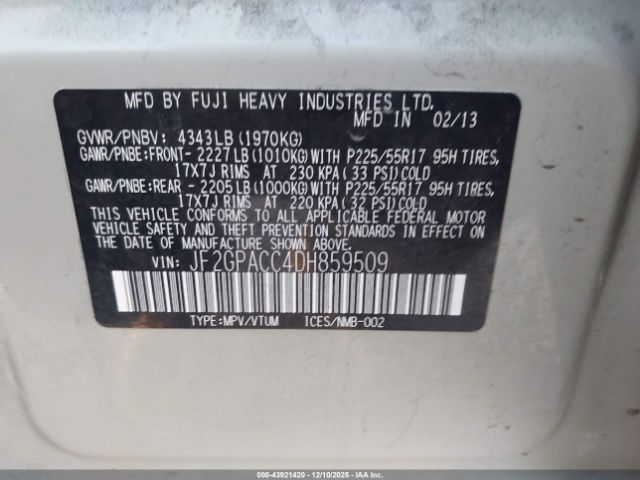 MFD BY FUJI HEAVY INDUSTRIES LTD.
MFD IN 02/13
GVWR/PNBV: 4343LB (1970KG)
GAWR/PNBE:FRONT- 2227LB (1010KG) WITH P225/55R17 95H TIRES,
17X7J RIMS AT 230 KPA (33 PSI) COLD
GAWR/PNBE:REAR - 2205LB (1000KG) WITH P225/55R17 95H TIRES,
17X7J RIMS AT 220 KPA (32 PSI) COLD
THIS VEHICLE CONFORMS TO ALL APPLICABLE FEDERAL MOTOR
VEHICLE SAFETY AND THEFT PREVENTION STANDARDS IN EFFECT
ON THE DATE OF MANUFACTURE SHOWN ABOVE.
VIN: JF2GPACC4DH859509
TYPE:MPV/VTUM ICES/NMB-002
000-43921420 - 12/10/2025 - IAAI.com